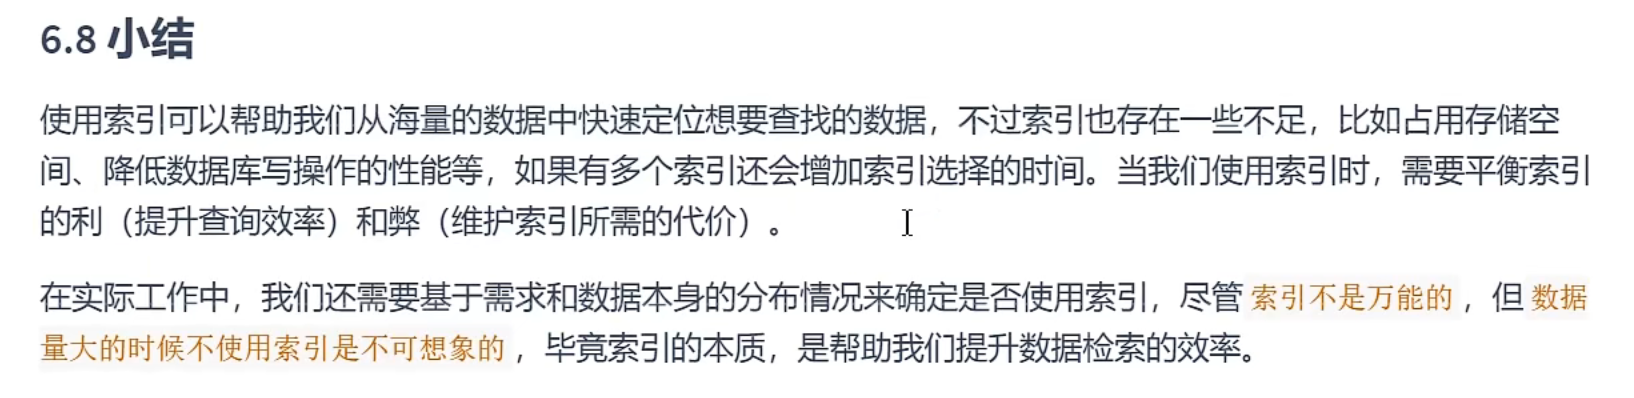 6.8 小结
使用索引可以帮助我们从海量的数据中快速定位想要查找的数据，不过索引也存在一些不足，比如占用存储空
间、降低数据库写操作的性能等，如果有多个索引还会增加索引选择的时间。当我们使用索引时，需要平衡索引
的利（提升查询效率）和弊（维护索引所需的代价）。
在实际工作中，我们还需要基于需求和数据本身的分布情况来确定是否使用索引，尽管 索引不是万能的 ，但 数据
量大的时候不使用索引是不可想象的 ，毕竟索引的本质，是帮助我们提升数据检索的效率。